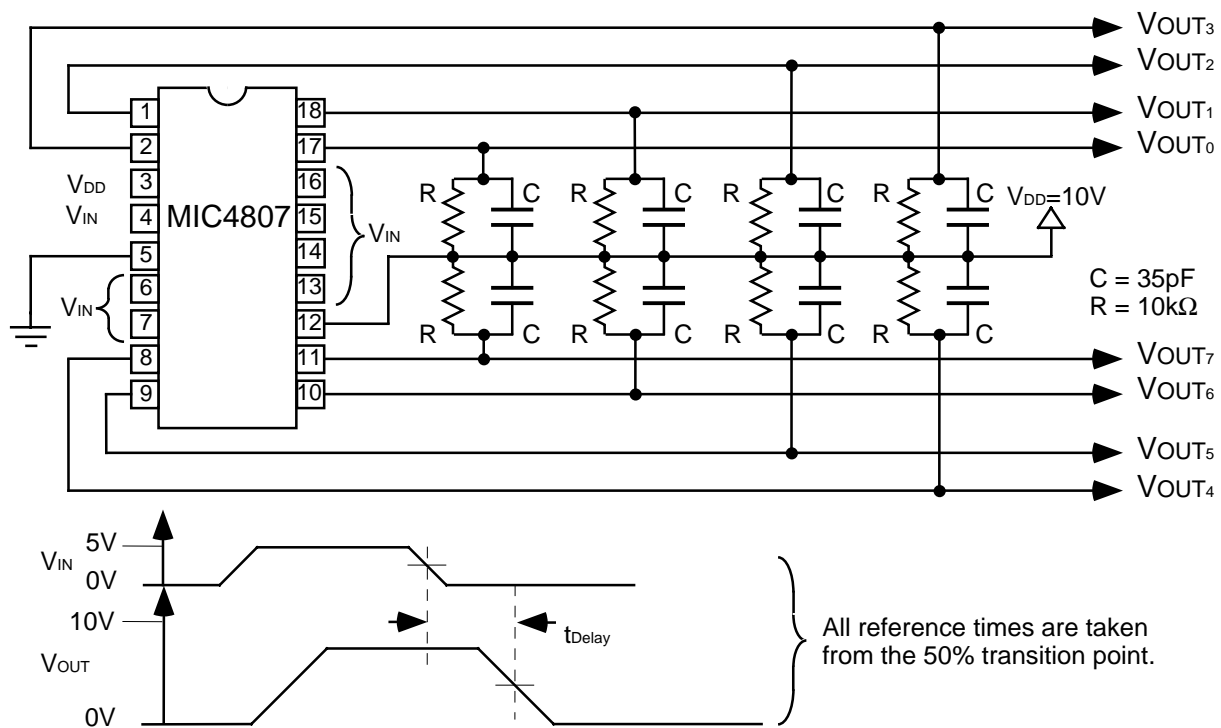 VOUT3
VOUT2
VOUT1
VOUT0
1 18
2 17
3 16
4 15
5 14
6 13
7 12
8 11
9 10
VDD
VIN
MIC4807
VIN
VIN
R C R C R C R C
R C R C R C R C
VDD=10V
C = 35pF
R = 10kΩ
VOUT7
VOUT6
VOUT5
VOUT4
5V
VIN
0V
10V
tDelay
VOUT
0V
All reference times are taken
from the 50% transition point.